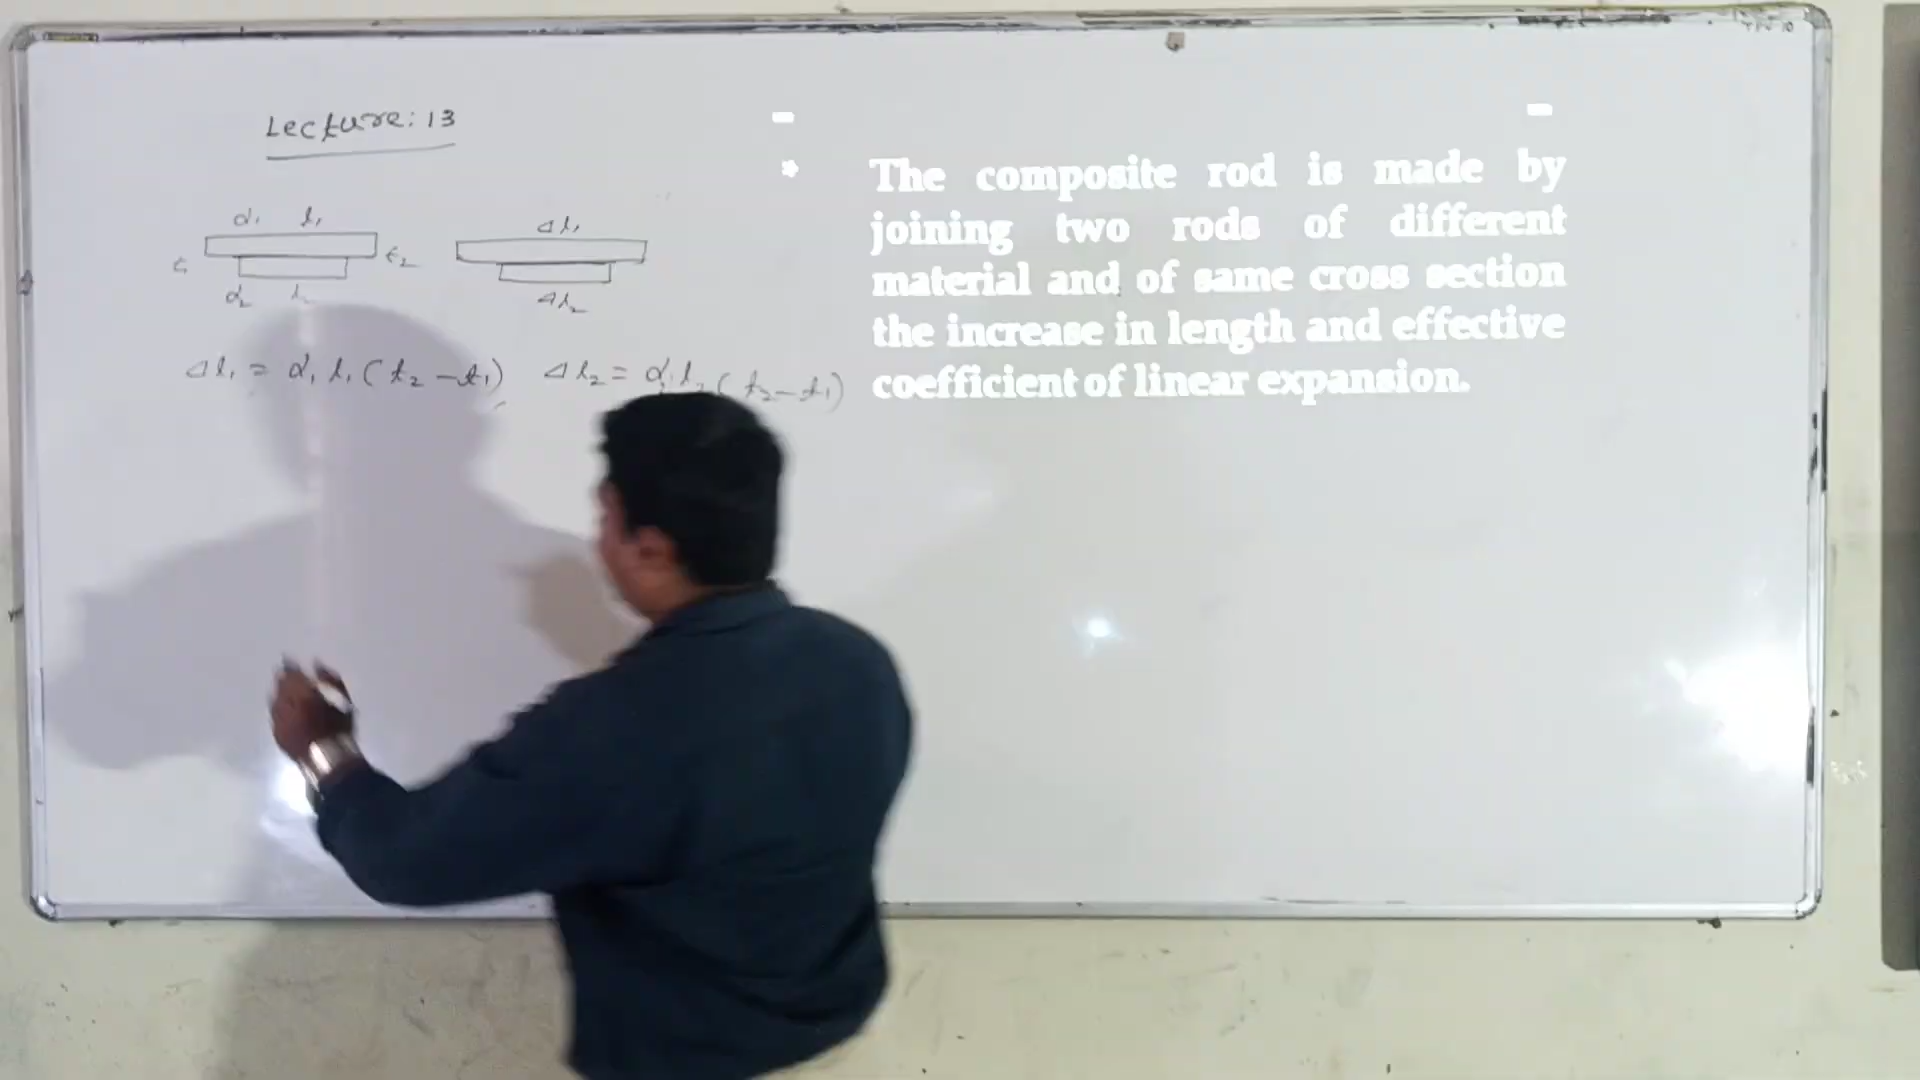 Lecture: 13
α₁ l₁
t₂
α₂
Δl₁
Δl₂
Δl₁ = α₁ l₁ (t₂ – t₁) Δl₂ = (t₂ – t₁)
* The composite rod is made by
joining two rods of different
material and of same cross section
the increase in length and effective
coefficient of linear expansion.